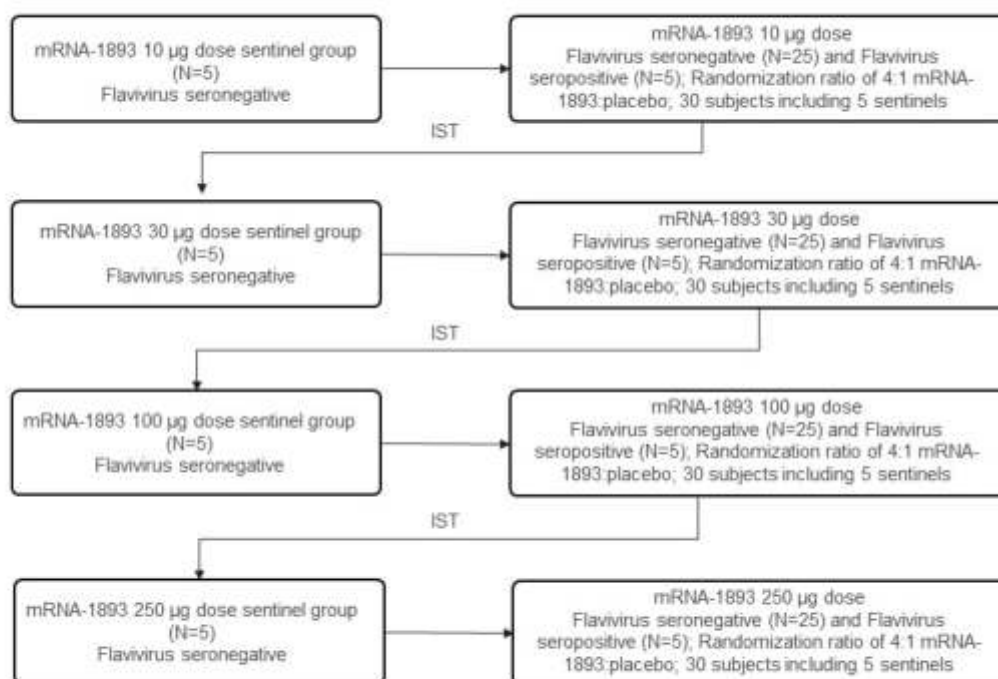 mRNA-1893 10 µg dose sentinel group
(N=5)
Flavivirus seronegative
mRNA-1893 10 µg dose
Flavivirus seronegative (N=25) and Flavivirus
seropositive (N=5); Randomization ratio of 4:1 mRNA-
1893:placebo; 30 subjects including 5 sentinels
IST
mRNA-1893 30 µg dose sentinel group
(N=5)
Flavivirus seronegative
mRNA-1893 30 µg dose
Flavivirus seronegative (N=25) and Flavivirus
seropositive (N=5); Randomization ratio of 4:1 mRNA-
1893:placebo; 30 subjects including 5 sentinels
IST
mRNA-1893 100 µg dose sentinel group
(N=5)
Flavivirus seronegative
mRNA-1893 100 µg dose
Flavivirus seronegative (N=25) and Flavivirus
seropositive (N=5); Randomization ratio of 4:1 mRNA-
1893:placebo; 30 subjects including 5 sentinels
IST
mRNA-1893 250 µg dose sentinel group
(N=5)
Flavivirus seronegative
mRNA-1893 250 µg dose
Flavivirus seronegative (N=25) and Flavivirus
seropositive (N=5); Randomization ratio of 4:1 mRNA-
1893:placebo; 30 subjects including 5 sentinels